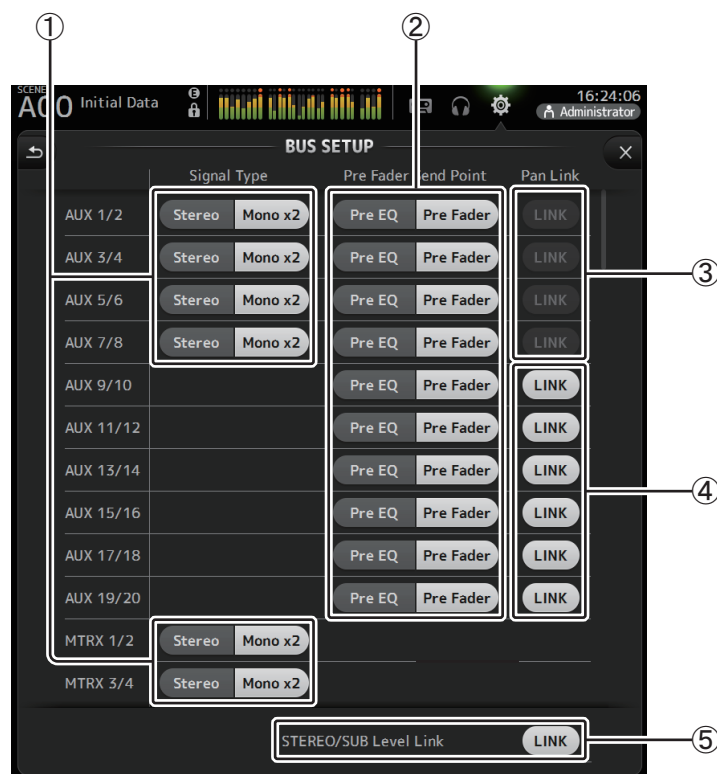 ① ②
SCENE
A00 Initial Data E 16:24:06
Administrator
BUS SETUP
Signal Type Pre Fader Send Point Pan Link
AUX 1/2 Stereo Mono x2 Pre EQ Pre Fader LINK
AUX 3/4 Stereo Mono x2 Pre EQ Pre Fader LINK
③
AUX 5/6 Stereo Mono x2 Pre EQ Pre Fader LINK
AUX 7/8 Stereo Mono x2 Pre EQ Pre Fader LINK
AUX 9/10 Pre EQ Pre Fader LINK
AUX 11/12 Pre EQ Pre Fader LINK
AUX 13/14 Pre EQ Pre Fader LINK
④
AUX 15/16 Pre EQ Pre Fader LINK
AUX 17/18 Pre EQ Pre Fader LINK
AUX 19/20 Pre EQ Pre Fader LINK
MTRX 1/2 Stereo Mono x2
MTRX 3/4 Stereo Mono x2
STEREO/SUB Level Link LINK ⑤